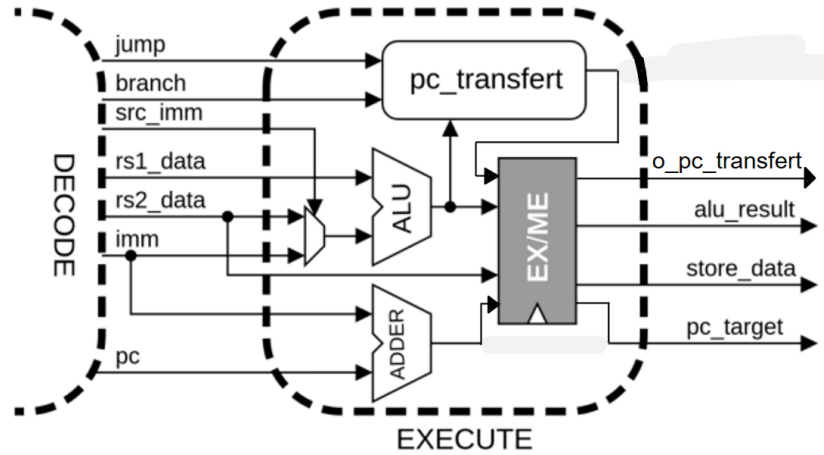 jump
branch
src_imm
rs1_data
rs2_data
imm
pc
DECODE
pc_transfert
ALU
ADDER
EX/ME
o_pc_transfert
alu_result
store_data
pc_target
EXECUTE